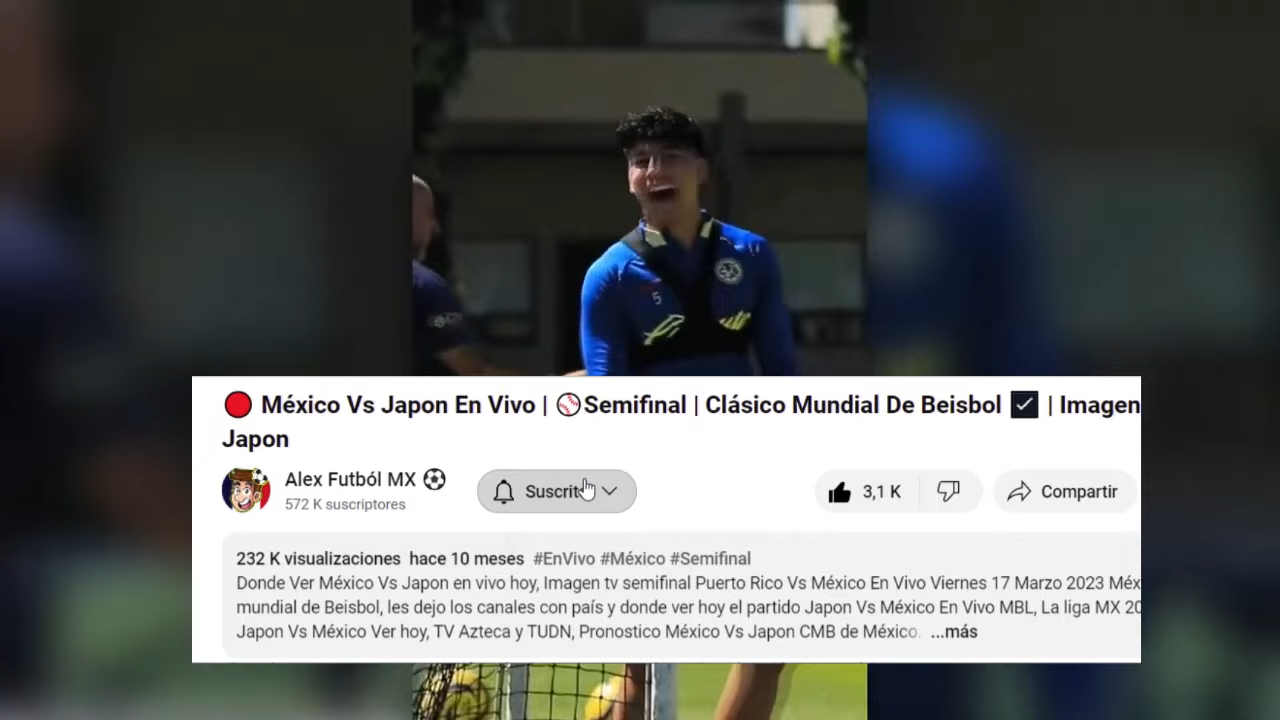 5
México Vs Japon En Vivo | Semifinal | Clásico Mundial De Beisbol | Imagen
Japon
Alex Futból MX
572 K suscriptores
3,1 K
Compartir
232 K visualizaciones hace 10 meses #EnVivo #México #Semifinal
Donde Ver México Vs Japon en vivo hoy, Imagen tv semifinal Puerto Rico Vs México En Vivo Viernes 17 Marzo 2023 Méx
mundial de Beisbol, les dejo los canales con país y donde ver hoy el partido Japon Vs México En Vivo MBL, La liga MX 20
Japon Vs México Ver hoy, TV Azteca y TUDN, Pronostico México Vs Japon CMB de México. ...más